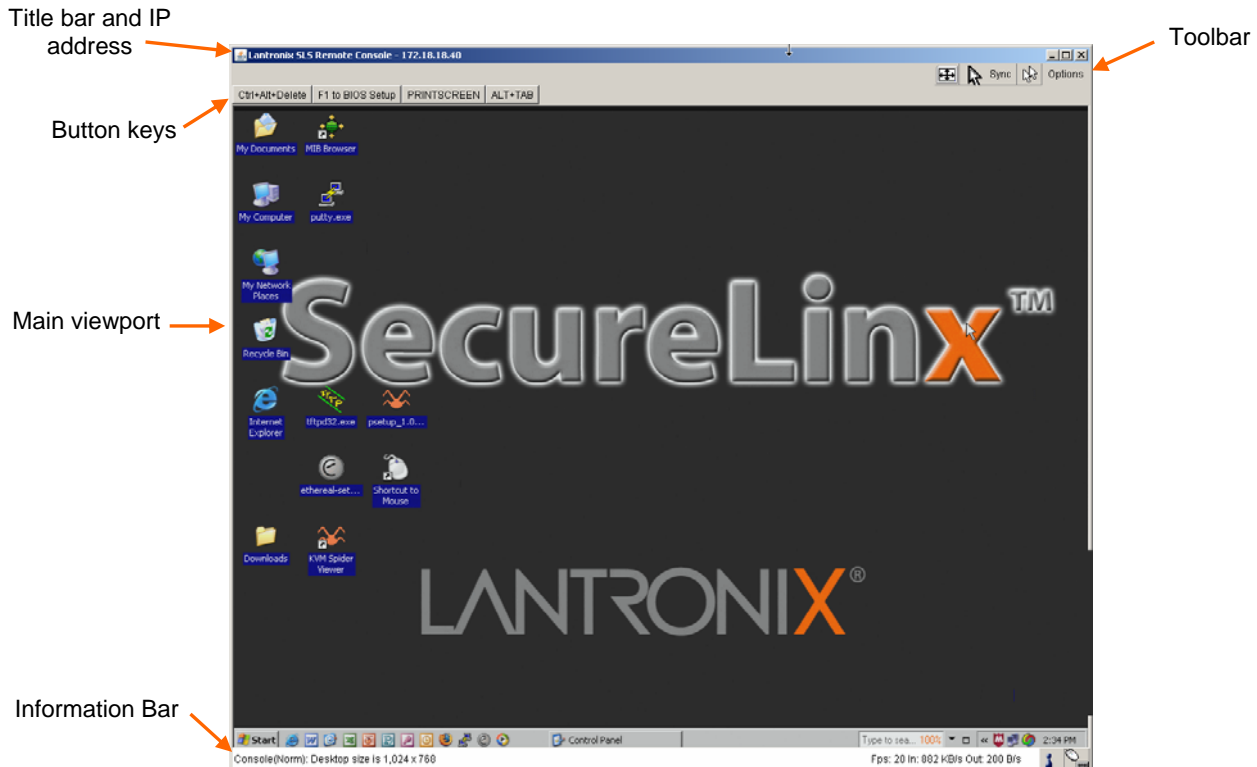 Title bar and IP
address
Toolbar
Lantronix SLS Remote Console - 172.18.18.40
Sync
Options
Ctrl+Alt+Delete
F1 to BIOS Setup
PRINTSCREEN
ALT+TAB
Button keys
My Documents
MIB Browser
My Computer
putty.exe
My Network
Places
Main viewport
SecureLinx™
Recycle Bin
Internet
Explorer
tftpd32.exe
psetup_1.0...
ethereal-set...
Shortcut to
Mouse
Downloads
KVM Spider
Viewer
LANTRONIX®
Information Bar
Start
Control Panel
Type to sea...
100%
2:34 PM
Console(Norm): Desktop size is 1,024 x 768
Fps: 20 In: 882 KB/s Out: 200 B/s